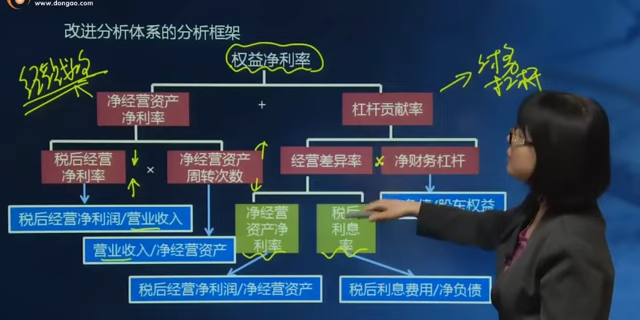 www.dongao.com
改进分析体系的分析框架
权益净利率
净经营资产
净利率
+
杠杆贡献率
财务
杠杆
税后经营
净利率
×
净经营资产
周转次数
经营差异率
×
净财务杠杆
税后经营净利润/营业收入
营业收入/净经营资产
净经营
资产净
利率
税后
利息
率
/股东权益
税后经营净利润/净经营资产
税后利息费用/净负债